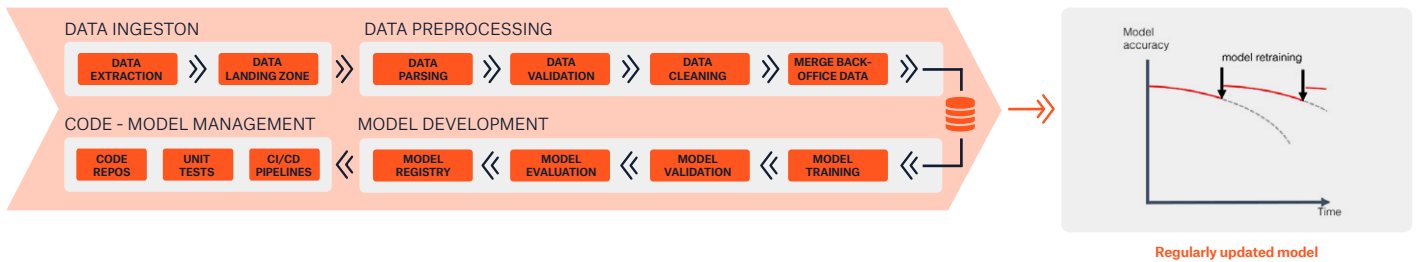 DATA INGESTON
DATA
EXTRACTION
DATA
LANDING ZONE
DATA PREPROCESSING
DATA
PARSING
DATA
VALIDATION
DATA
CLEANING
MERGE BACK-
OFFICE DATA
CODE - MODEL MANAGEMENT
CODE
REPOS
UNIT
TESTS
CI/CD
PIPELINES
MODEL DEVELOPMENT
MODEL
REGISTRY
MODEL
EVALUATION
MODEL
VALIDATION
MODEL
TRAINING
Model
accuracy
model retraining
Time
Regularly updated model